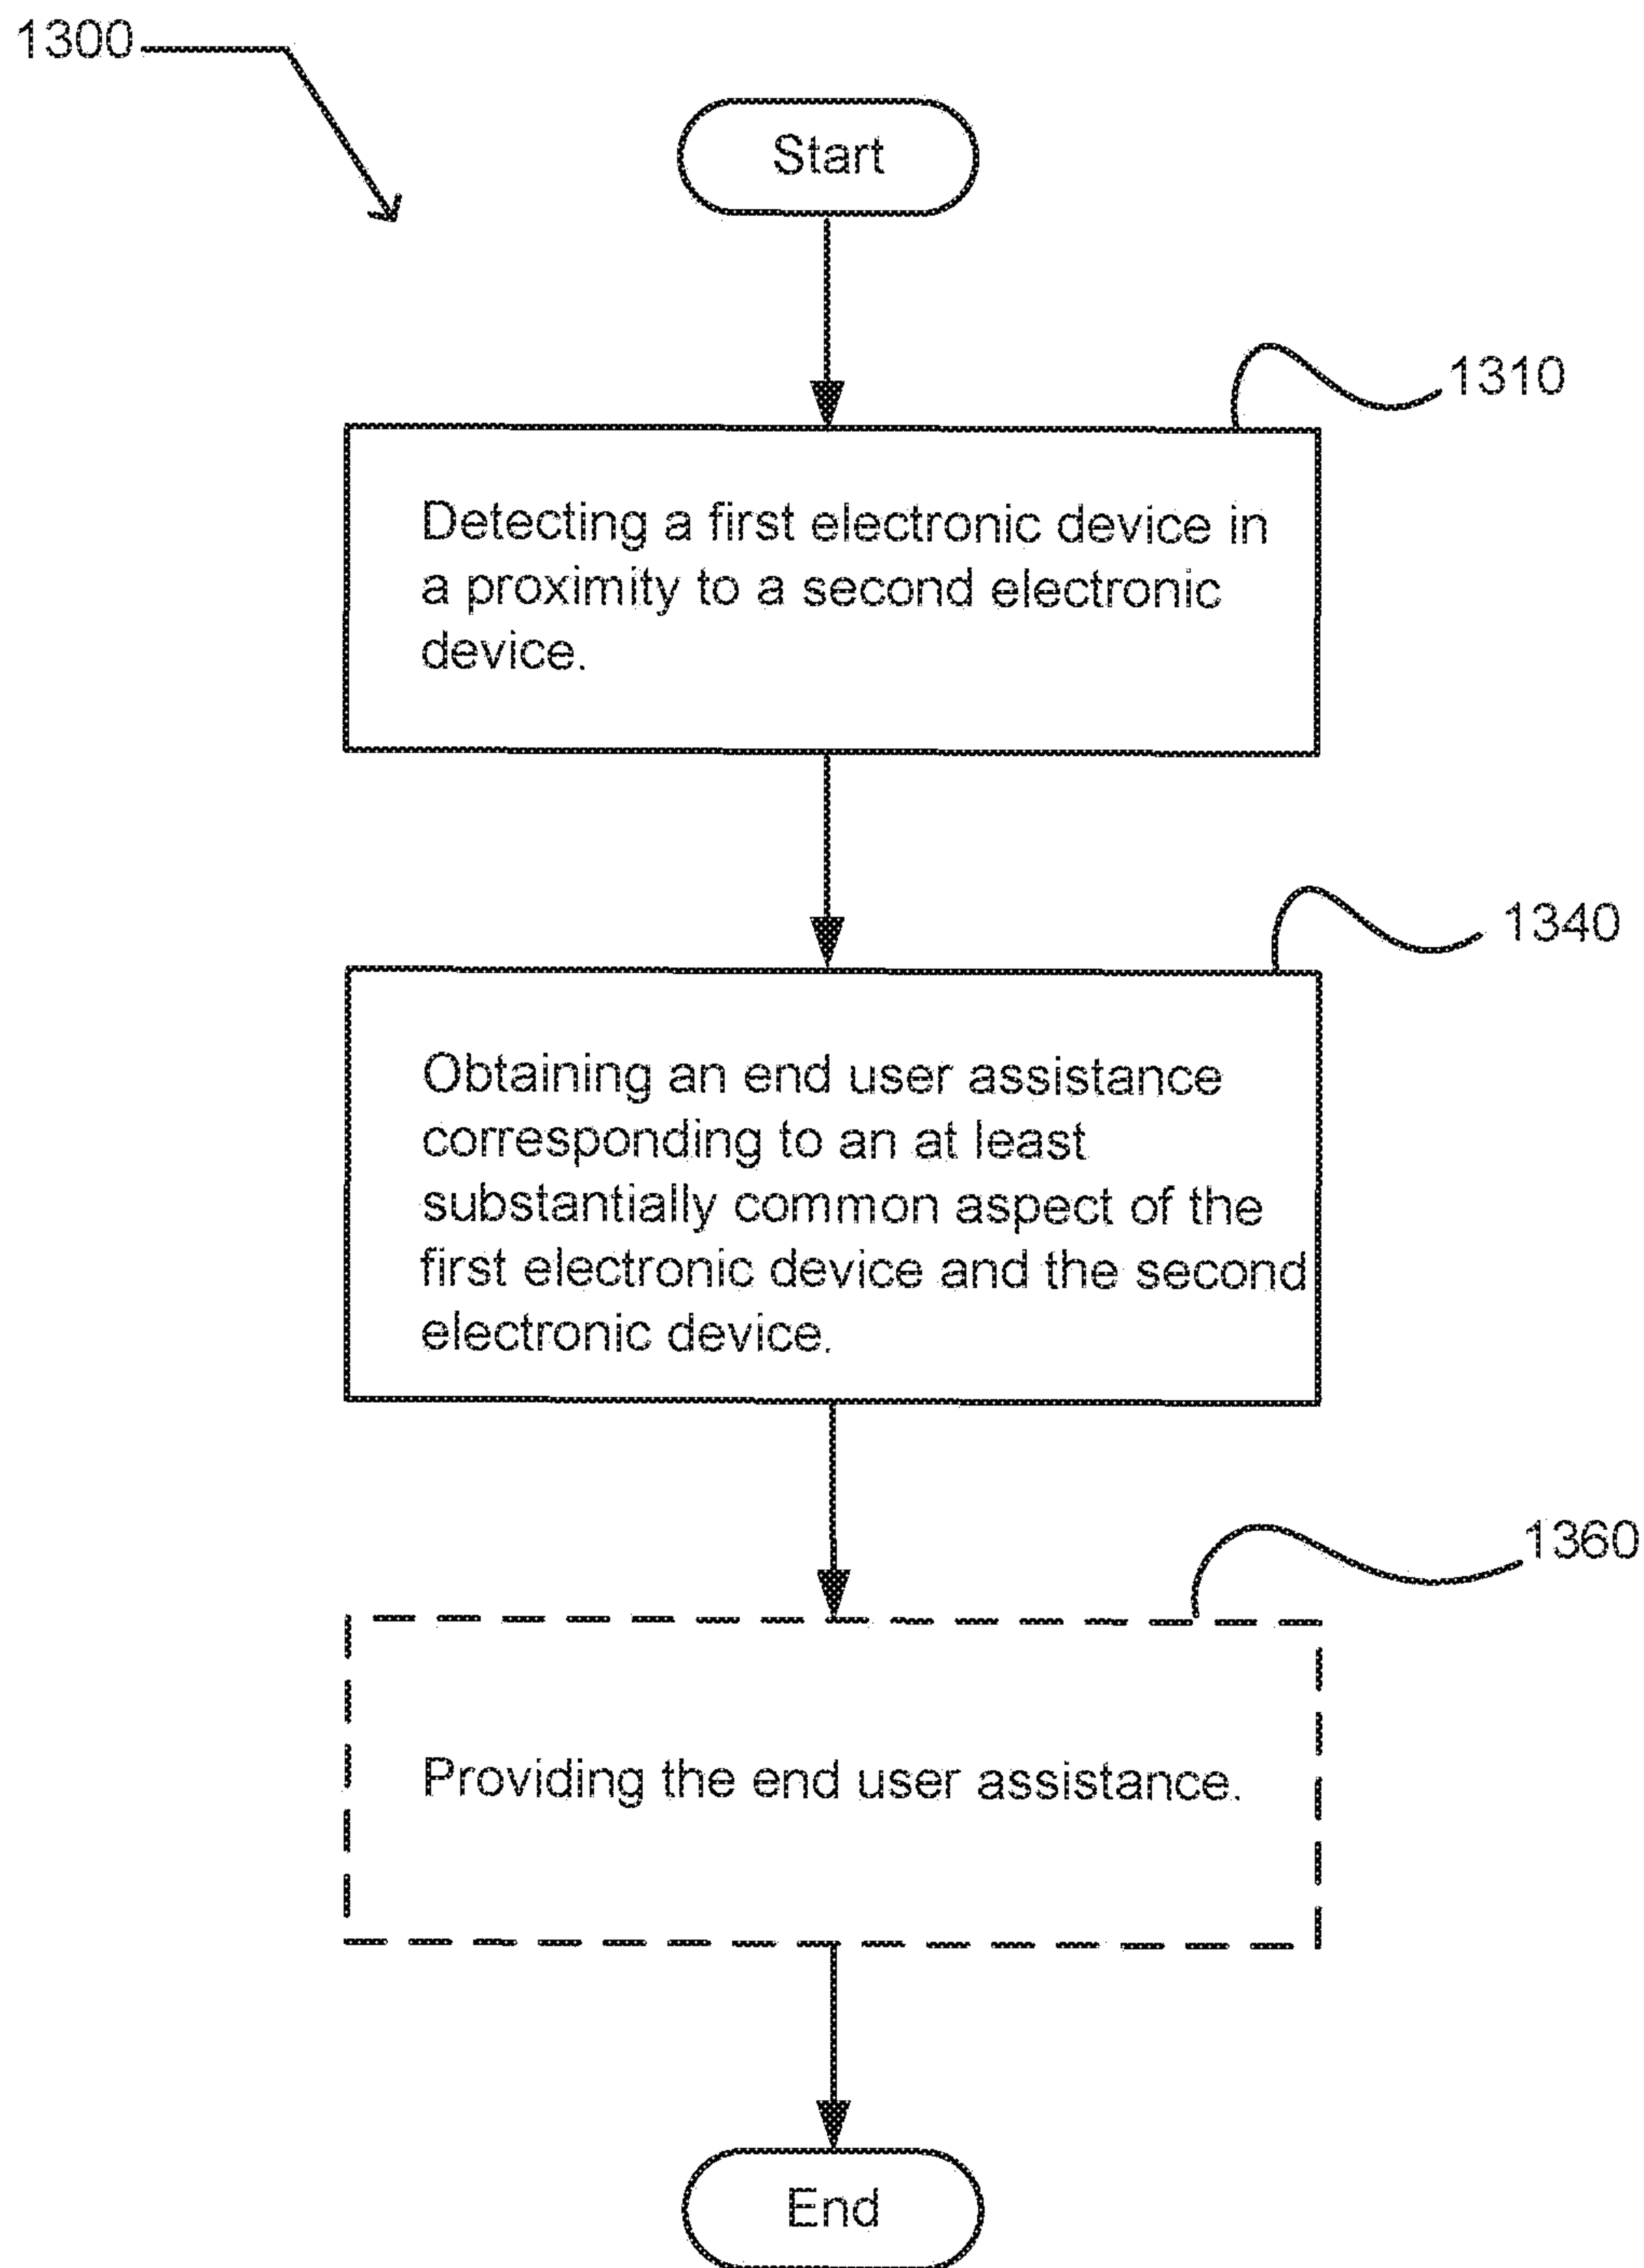 1300
Start
1310
Detecting a first electronic device in
a proximity to a second electronic
device.
1340
Obtaining an end user assistance
corresponding to an at least
substantially common aspect of the
first electronic device and the second
electronic device.
1360
Providing the end user assistance.
End